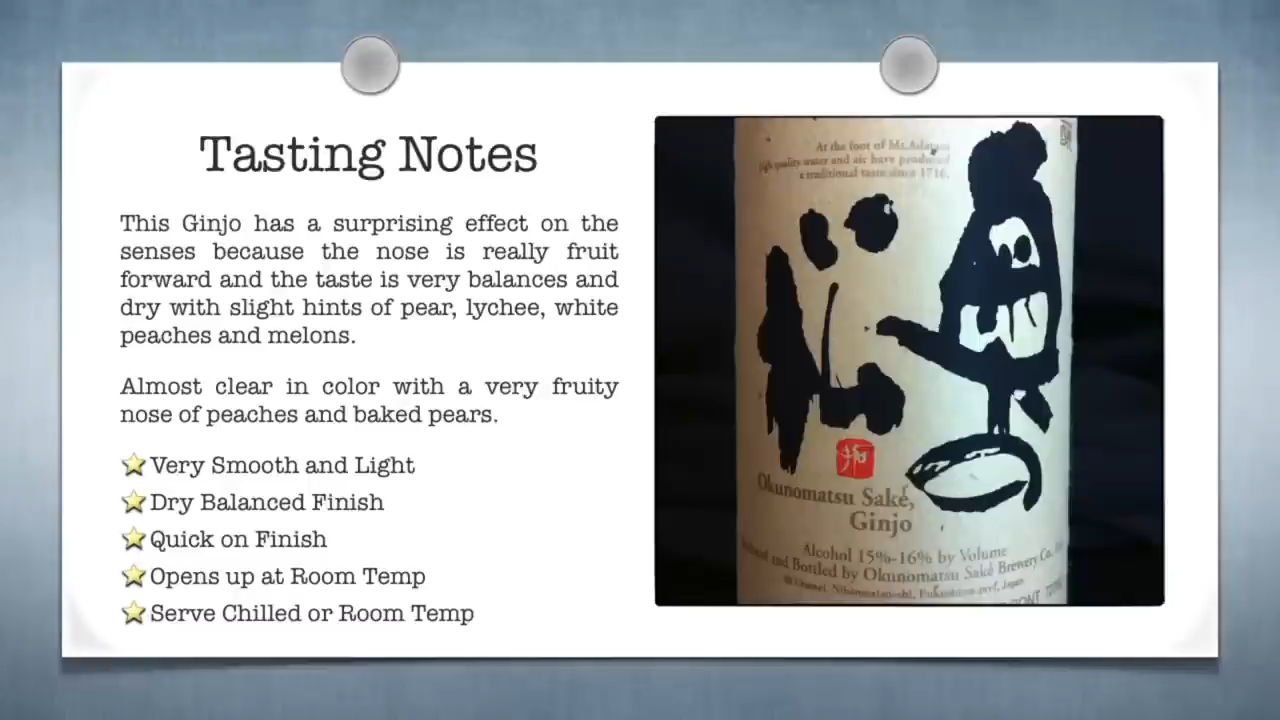 Tasting Notes
This Ginjo has a surprising effect on the
senses because the nose is really fruit
forward and the taste is very balances and
dry with slight hints of pear, lychee, white
peaches and melons.
Almost clear in color with a very fruity
nose of peaches and baked pears.
Very Smooth and Light
Dry Balanced Finish
Quick on Finish
Opens up at Room Temp
Serve Chilled or Room Temp
At the foot of Mt.
high quality water and air have produced
a traditional taste since 1716.
Okunomatsu Saké,
Ginjo
Alcohol 15%-16% by Volume
and Bottled by Okunomatsu Saké Brewery Co.
Fukushima pref, Japan